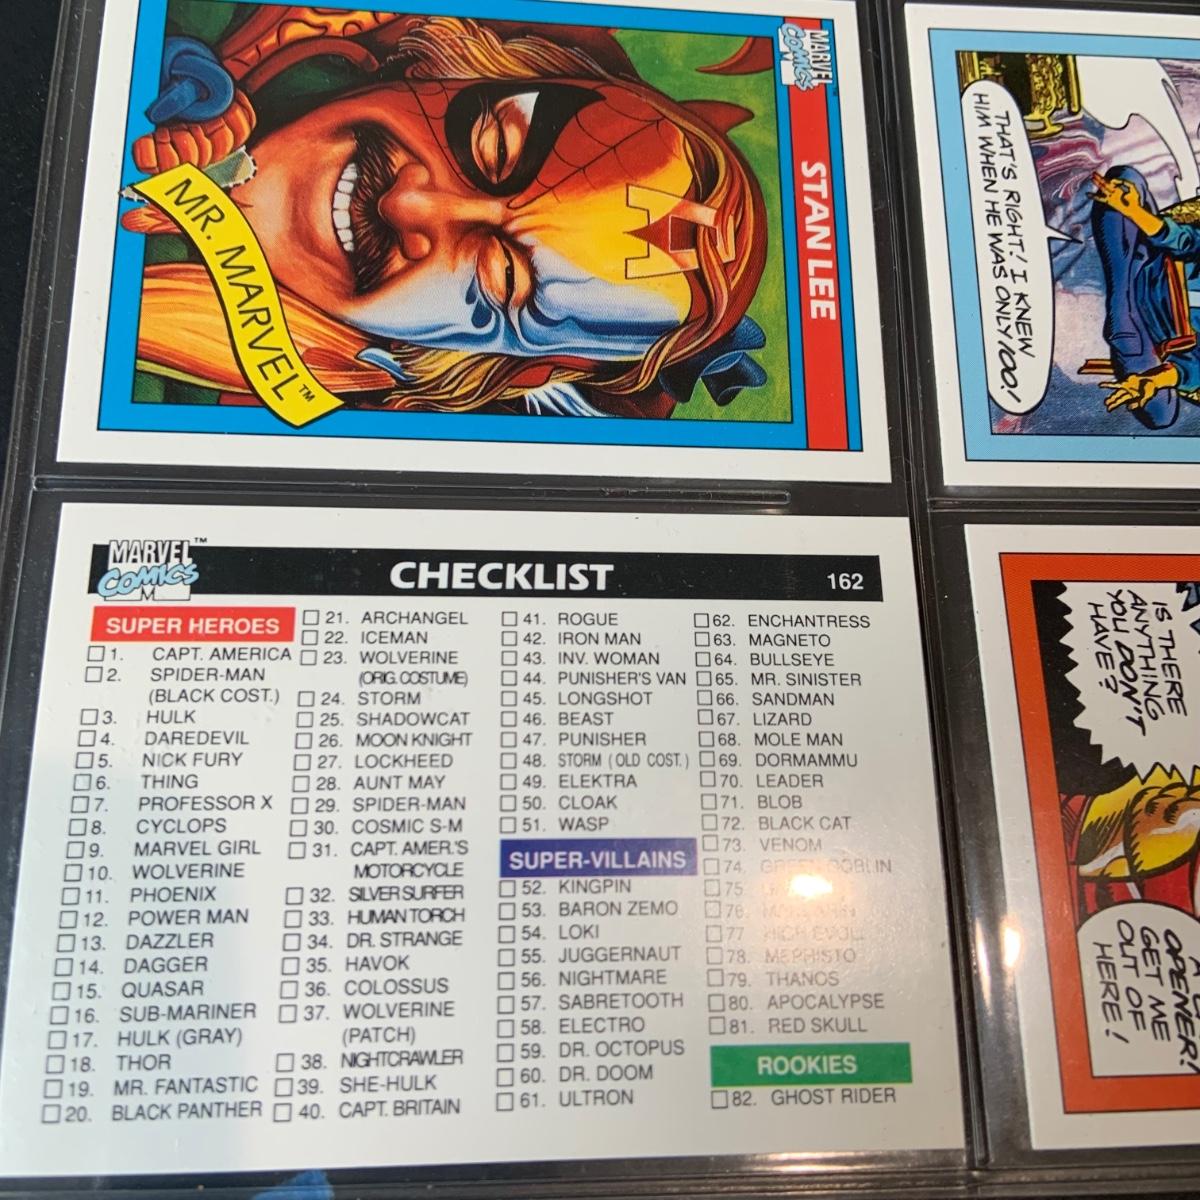 MARVEL
COMICS
STAN LEE
MR. MARVEL™
THAT'S RIGHT! I KNEW
HIM WHEN HE WAS ONLY 100!
MARVEL™
COMICS
M
CHECKLIST
162
SUPER HEROES
1. CAPT. AMERICA
2. SPIDER-MAN
(BLACK COST.)
3. HULK
4. DAREDEVIL
5. NICK FURY
6. THING
7. PROFESSOR X
8. CYCLOPS
9. MARVEL GIRL
10. WOLVERINE
11. PHOENIX
12. POWER MAN
13. DAZZLER
14. DAGGER
15. QUASAR
16. SUB-MARINER
17. HULK (GRAY)
18. THOR
19. MR. FANTASTIC
20. BLACK PANTHER
21. ARCHANGEL
22. ICEMAN
23. WOLVERINE
(ORIG. COSTUME)
24. STORM
25. SHADOWCAT
26. MOON KNIGHT
27. LOCKHEED
28. AUNT MAY
29. SPIDER-MAN
30. COSMIC S-M
31. CAPT. AMER.'S
MOTORCYCLE
32. SILVER SURFER
33. HUMAN TORCH
34. DR. STRANGE
35. HAVOK
36. COLOSSUS
37. WOLVERINE
(PATCH)
38. NIGHTCRAWLER
39. SHE-HULK
40. CAPT. BRITAIN
41. ROGUE
42. IRON MAN
43. INV. WOMAN
44. PUNISHER'S VAN
45. LONGSHOT
46. BEAST
47. PUNISHER
48. STORM (OLD COST.)
49. ELEKTRA
50. CLOAK
51. WASP
SUPER-VILLAINS
52. KINGPIN
53. BARON ZEMO
54. LOKI
55. JUGGERNAUT
56. NIGHTMARE
57. SABRETOOTH
58. ELECTRO
59. DR. OCTOPUS
60. DR. DOOM
61. ULTRON
62. ENCHANTRESS
63. MAGNETO
64. BULLSEYE
65. MR. SINISTER
66. SANDMAN
67. LIZARD
68. MOLE MAN
69. DORMAMMU
70. LEADER
71. BLOB
72. BLACK CAT
73. VENOM
74. GREEN GOBLIN
75.
76.
77. HIGH EVOL.
78. MEPHISTO
79. THANOS
80. APOCALYPSE
81. RED SKULL
ROOKIES
82. GHOST RIDER
IS THERE
ANYTHING
YOU DON'T
HAVE?
OPENER!
GET ME
OUT OF
HERE!